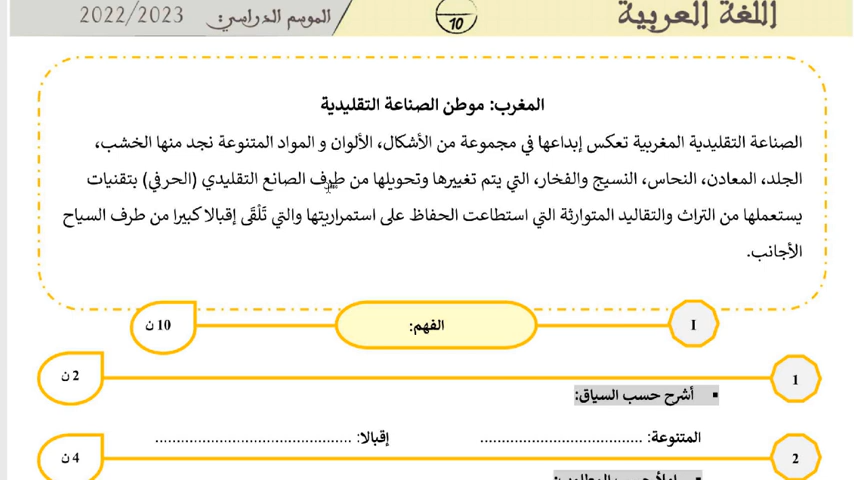 اللغة العربية
10
الموسم الدراسي: 2022/2023
المغرب: موطن الصناعة التقليدية
الصناعة التقليدية المغربية تعكس إبداعها في مجموعة من الأشكال، الألوان و المواد المتنوعة نجد منها الخشب،
الجلد، المعادن، النحاس، النسيج والفخار، التي يتم تغييرها وتحويلها من طرف الصانع التقليدي (الحرفي) بتقنيات
يستعملها من التراث والتقاليد المتوارثة التي استطاعت الحفاظ على استمراريتها والتي تَلْقَى إقبالا كبيرا من طرف السياح
الأجانب.
I
الفهم:
10 ن
1
2 ن
▪ أشرح حسب السياق:
المتنوعة: ..................................... إقبالا: .............................................
2
4 ن